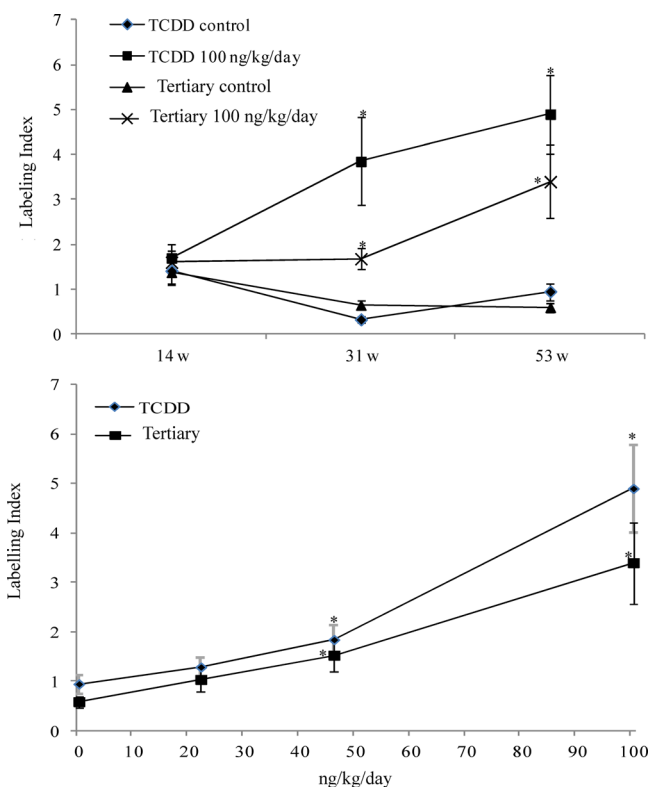 7
6
5
4
3
2
1
0
Labeling Index
TCDD control
TCDD 100 ng/kg/day
Tertiary control
Tertiary 100 ng/kg/day
*
*
*
*
14 w 31 w 53 w
7
6
5
4
3
2
1
0
Labelling Index
TCDD
Tertiary
*
*
*
*
0 10 20 30 40 50 60 70 80 90 100
ng/kg/day